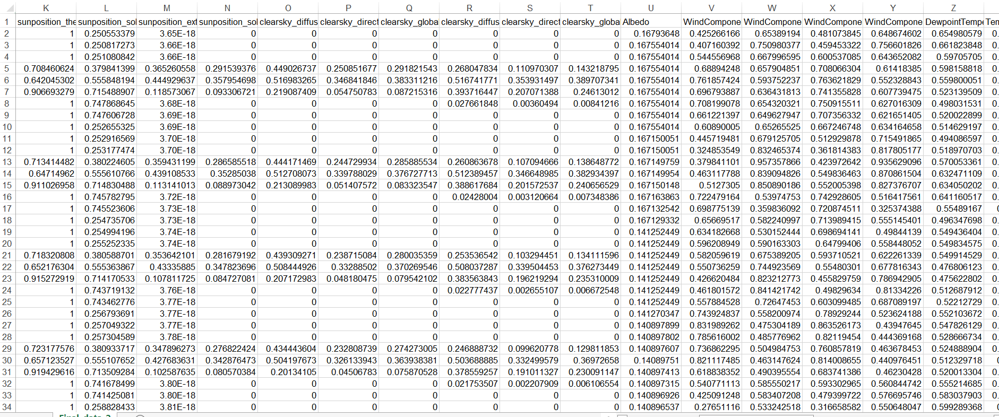 K L M N O P Q R S T U V W X Y Z
1 sunposition_the sunposition_sol sunposition_ext sunposition_sol clearsky_diffus clearsky_direct clearsky_globa clearsky_diffus clearsky_direct clearsky_globa Albedo WindCompone WindCompone WindCompone WindCompone DewpointTempe Ten
2 1 0.250553379 3.65E-18 0 0 0 0 0 0 0 0.16793648 0.425266166 0.65389194 0.481073845 0.648674602 0.654980579 0.
3 1 0.250817273 3.66E-18 0 0 0 0 0 0 0 0.167554014 0.407160392 0.750980377 0.459453322 0.756601826 0.661823848 0.
4 1 0.251080842 3.66E-18 0 0 0 0 0 0 0 0.167554014 0.544556968 0.667996595 0.600537085 0.643652082 0.59705705 0.
5 0.708460624 0.379841399 0.365260558 0.291539376 0.449026737 0.250851677 0.291821543 0.268047834 0.110970307 0.143218795 0.167554014 0.68894248 0.657904851 0.708066304 0.61418385 0.598158818 0.
6 0.642045302 0.555848194 0.444929637 0.357954698 0.516983265 0.346841846 0.383311216 0.516741771 0.353931497 0.389707341 0.167554014 0.761857424 0.593752237 0.763621829 0.552328843 0.559800051 0.
7 0.906693279 0.715488907 0.118573067 0.093306721 0.219087409 0.054750783 0.087215316 0.393716447 0.207071388 0.24613012 0.167554014 0.696793887 0.636431813 0.741355828 0.607739475 0.523139509 0.
8 1 0.747868645 3.68E-18 0 0 0 0 0.027661848 0.00360494 0.00841216 0.167554014 0.708199078 0.654320321 0.750915511 0.627016309 0.498031531 0.
9 1 0.747606728 3.69E-18 0 0 0 0 0 0 0 0.167554014 0.661221397 0.649627947 0.707356332 0.621651405 0.520022899 0.
10 1 0.252655325 3.69E-18 0 0 0 0 0 0 0 0.167554014 0.60890005 0.65265525 0.667246748 0.634164658 0.514629197 0.
11 1 0.252916569 3.70E-18 0 0 0 0 0 0 0 0.167150051 0.445719481 0.679125705 0.512929878 0.715491865 0.494086597 0.
12 1 0.253177474 3.70E-18 0 0 0 0 0 0 0 0.167150051 0.324853549 0.832465374 0.361814383 0.817805177 0.518970703 0.
13 0.713414482 0.380224605 0.359431199 0.286585518 0.444171469 0.244729934 0.285885534 0.260863678 0.107094666 0.138648772 0.167149759 0.379841101 0.957357866 0.423972642 0.935629096 0.570053361 0.
14 0.64714962 0.555610766 0.439108533 0.35285038 0.512708073 0.339788029 0.376727713 0.512389457 0.346648985 0.382934397 0.167149954 0.463117788 0.839094826 0.549836463 0.870861504 0.632471109 0.
15 0.911026958 0.714830488 0.113141013 0.088973042 0.213089983 0.051407572 0.083323547 0.388617684 0.201572537 0.240656529 0.167150148 0.5127305 0.850890186 0.552005398 0.827376707 0.634050202 0.
16 1 0.745782795 3.72E-18 0 0 0 0 0.02428004 0.003120664 0.007348386 0.167163863 0.722479164 0.53974753 0.742928605 0.516417561 0.641160517 0.
17 1 0.745523606 3.73E-18 0 0 0 0 0 0 0 0.167132542 0.698775139 0.359836092 0.720874511 0.325374388 0.55489167 0
18 1 0.254735706 3.73E-18 0 0 0 0 0 0 0 0.167129332 0.65669517 0.582240997 0.713989415 0.555145401 0.496347698 0.
19 1 0.254994196 3.74E-18 0 0 0 0 0 0 0 0.141252449 0.634182668 0.530152444 0.698694141 0.49844139 0.549436404 0.
20 1 0.255252335 3.74E-18 0 0 0 0 0 0 0 0.141252449 0.596208949 0.590163303 0.64799406 0.558448052 0.549834575 0.
21 0.718320808 0.380588701 0.353642101 0.281679192 0.439309271 0.238715084 0.280035359 0.253536542 0.103294451 0.134111596 0.141252449 0.582059619 0.675389205 0.593710521 0.622261339 0.549914529 0.
22 0.652176304 0.555363867 0.43335885 0.347823696 0.508444926 0.33288502 0.370269546 0.508037287 0.339504453 0.376273449 0.141252449 0.550736259 0.744923569 0.55480301 0.677816343 0.476806123 0.
23 0.915272919 0.714170533 0.107811725 0.084727081 0.207172983 0.048180475 0.079542102 0.383563843 0.196219294 0.235310009 0.141252449 0.426620484 0.823212773 0.455829759 0.786942905 0.475622802 0.
24 1 0.743719132 3.76E-18 0 0 0 0 0.022777437 0.002655107 0.006672548 0.141252449 0.461801572 0.841421742 0.49829634 0.81334226 0.512687912 0.
25 1 0.743462776 3.77E-18 0 0 0 0 0 0 0 0.141252449 0.557884528 0.72647453 0.603099485 0.687089197 0.52212729 0.
26 1 0.256793691 3.77E-18 0 0 0 0 0 0 0 0.141270347 0.743924837 0.558200974 0.78929244 0.523624188 0.552103672 0.
27 1 0.257049322 3.77E-18 0 0 0 0 0 0 0 0.140897899 0.831989262 0.475304189 0.863526173 0.43947645 0.547826129 0.
28 1 0.257304589 3.78E-18 0 0 0 0 0 0 0 0.140897802 0.785616002 0.485776962 0.82119454 0.444369168 0.528666734 0.
29 0.723177576 0.380933717 0.347896273 0.276822424 0.434443604 0.232808739 0.274273005 0.246888732 0.099620778 0.129811853 0.140897607 0.736862295 0.504984753 0.760857819 0.463678453 0.524888904 0.
30 0.657123527 0.555107652 0.427683631 0.342876473 0.504197673 0.326133943 0.363938381 0.503688885 0.332499579 0.36972658 0.14089751 0.821117485 0.463147624 0.814008655 0.440976451 0.512329718 0
31 0.919429616 0.713509284 0.102587635 0.080570384 0.20134105 0.04506783 0.075870528 0.378559257 0.191011327 0.230091147 0.140897413 0.618838352 0.490395554 0.683741386 0.46230428 0.520013304 0.
32 1 0.741678499 3.80E-18 0 0 0 0 0.021753507 0.002207909 0.006106554 0.140897315 0.540771113 0.585550217 0.593302965 0.560844742 0.555214685 0.
33 1 0.741425081 3.80E-18 0 0 0 0 0 0 0 0.140896926 0.425091248 0.583407208 0.479399722 0.576695746 0.583037903 0.
34 1 0.258828433 3.81E-18 0 0 0 0 0 0 0 0.140896537 0.27651116 0.533242518 0.316658582 0.550648047 0.599289368 0